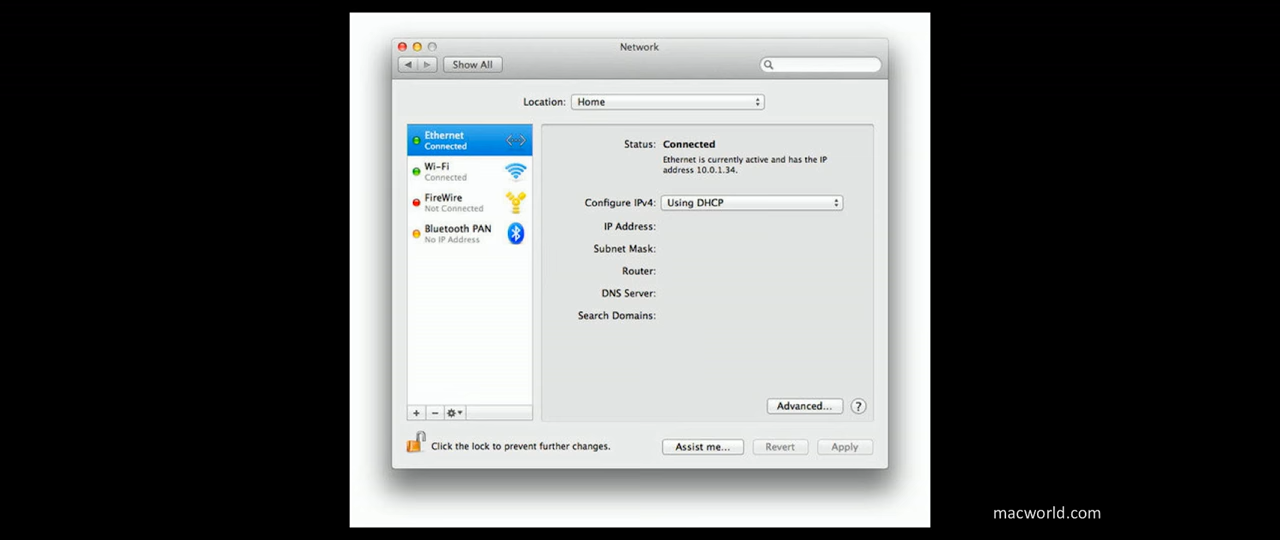 Network
Show All
Location: Home
Ethernet
Connected
Wi-Fi
Connected
FireWire
Not Connected
Bluetooth PAN
No IP Address
Status: Connected
Ethernet is currently active and has the IP
address 10.0.1.34.
Configure IPv4: Using DHCP
IP Address:
Subnet Mask:
Router:
DNS Server:
Search Domains:
Advanced... ?
Click the lock to prevent further changes.
Assist me... Revert Apply
macworld.com